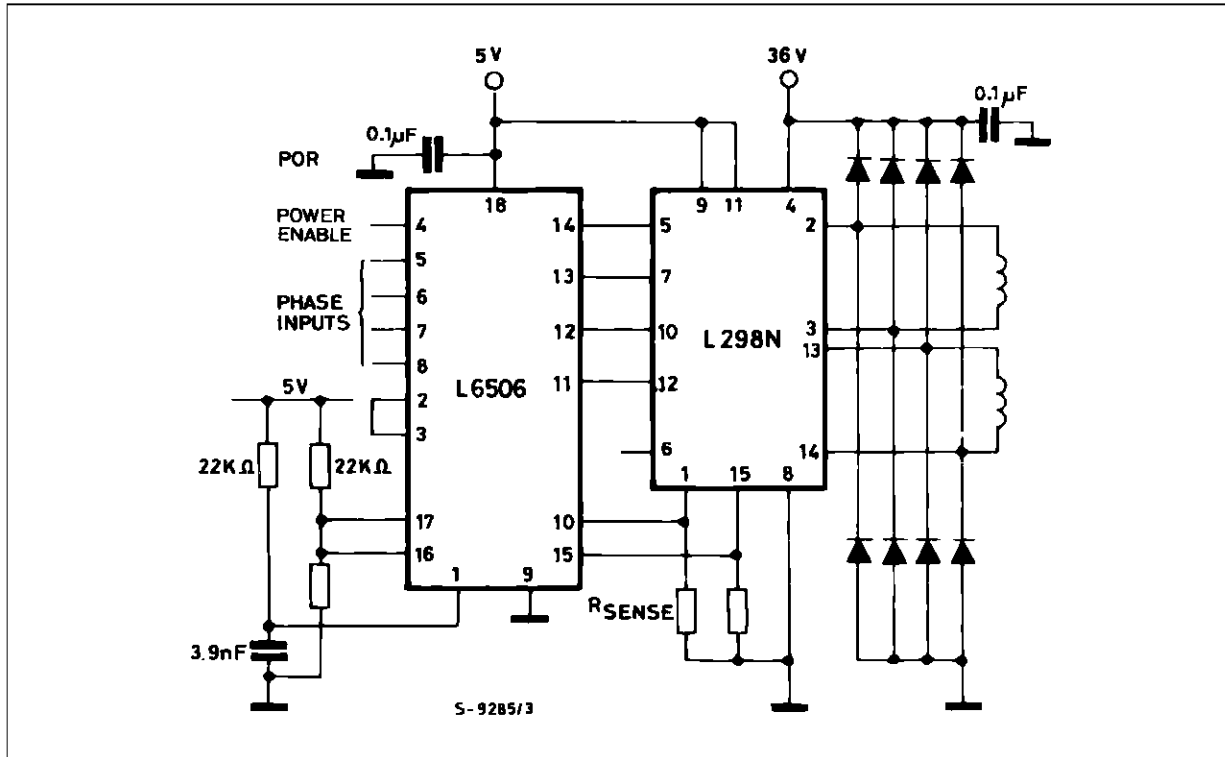 5V
36V
0.1µF
0.1µF
POR
18
9 11 4
POWER
ENABLE
4
14
5
2
5
13
7
6
PHASE
INPUTS
12
10
3
7
L298N
13
8
L6506
11
12
5V
2
3
6
14
22KΩ
22KΩ
1 15 8
17
10
16
15
1 9
RSENSE
3.9nF
S-9285/3